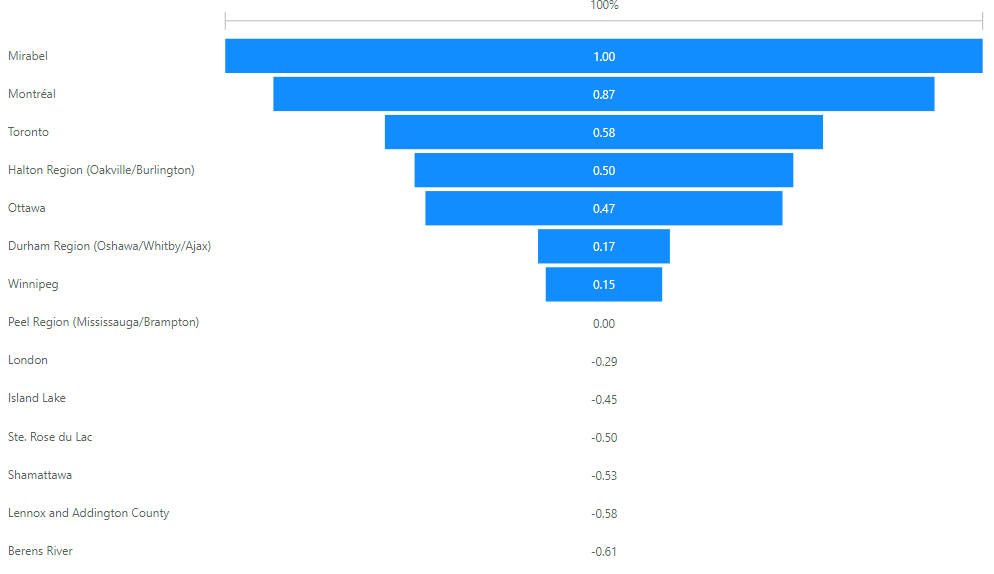 100%
Mirabel 1.00
Montréal 0.87
Toronto 0.58
Halton Region (Oakville/Burlington) 0.50
Ottawa 0.47
Durham Region (Oshawa/Whitby/Ajax) 0.17
Winnipeg 0.15
Peel Region (Mississauga/Brampton) 0.00
London -0.29
Island Lake -0.45
Ste. Rose du Lac -0.50
Shamattawa -0.53
Lennox and Addington County -0.58
Berens River -0.61